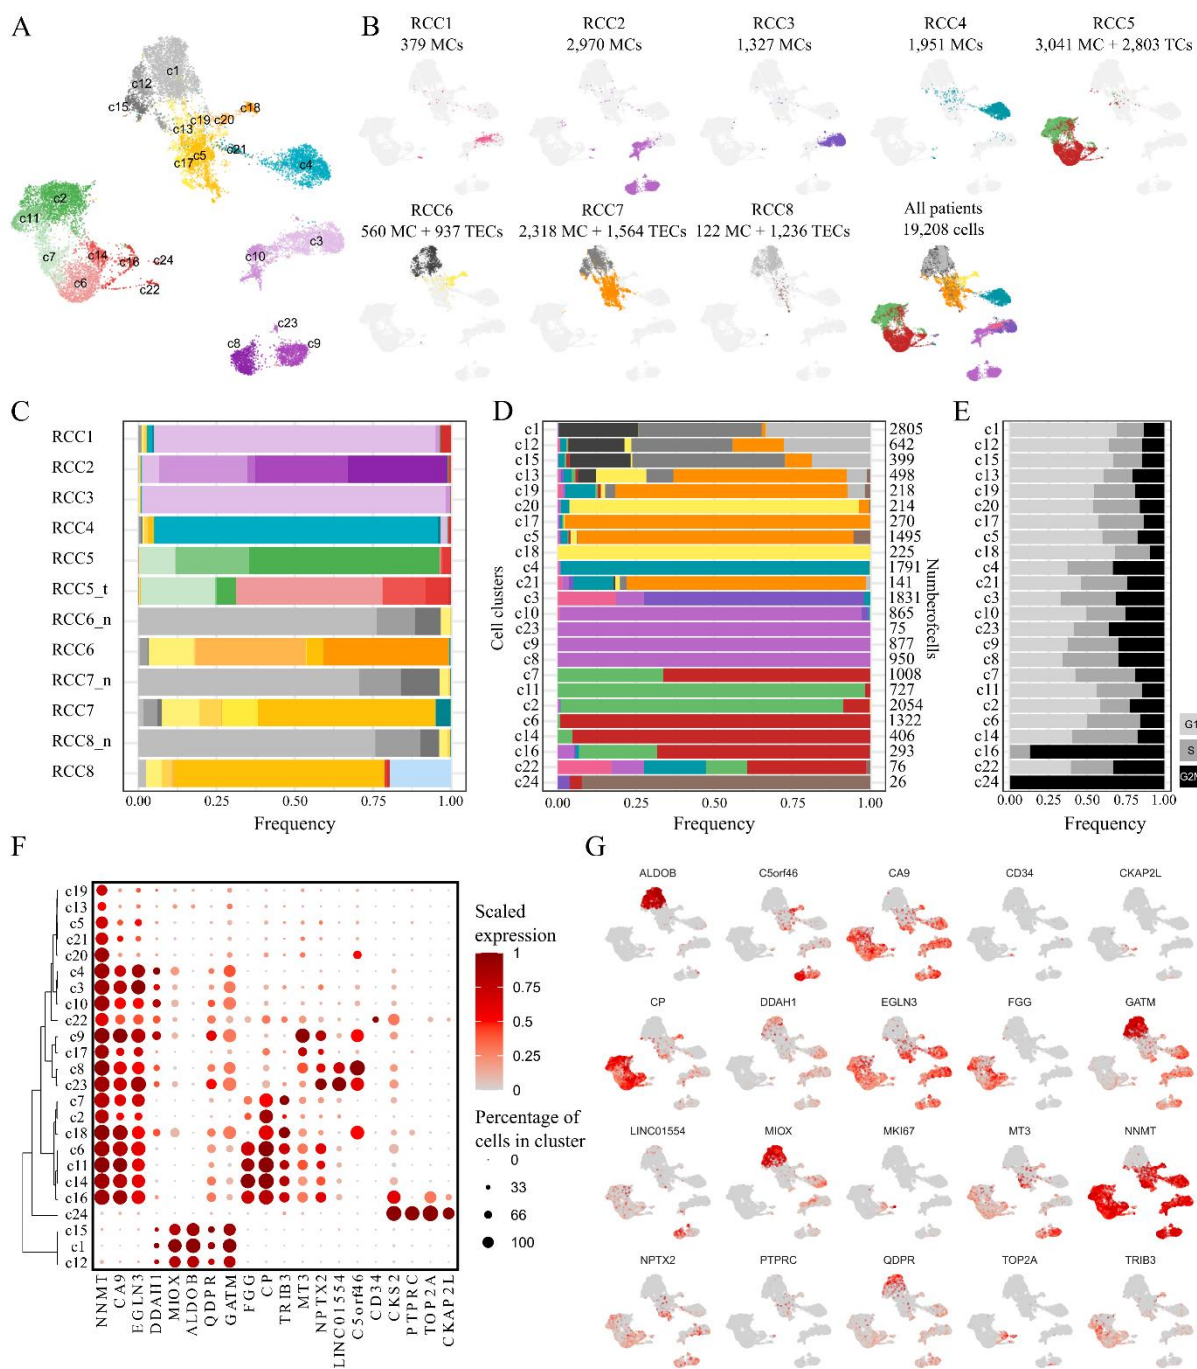 A
c1
c12
c15
c18
c19
c20
c13
c21
c5
c17
c4
c2
c11
c7
c14
c16
c24
c6
c22
c3
c10
c23
c8
c9
B
RCC1
379 MCs
RCC2
2,970 MCs
RCC3
1,327 MCs
RCC4
1,951 MCs
RCC5
3,041 MC + 2,803 TCs
RCC6
560 MC + 937 TECs
RCC7
2,318 MC + 1,564 TECs
RCC8
122 MC + 1,236 TECs
All patients
19,208 cells
C
RCC1
RCC2
RCC3
RCC4
RCC5
RCC5_t
RCC6_n
RCC6
RCC7_n
RCC7
RCC8_n
RCC8
0.00 0.25 0.50 0.75 1.00
Frequency
D
Cell clusters
c1 2805
c12 642
c15 399
c13 498
c19 218
c20 214
c17 270
c5 1495
c18 225
c4 1791
c21 141
c3 1831
c10 865
c23 75
c9 877
c8 950
c7 1008
c11 727
c2 2054
c6 1322
c14 406
c16 293
c22 76
c24 26
Numberofcells
0.00 0.25 0.50 0.75 1.00
Frequency
E
c1
c12
c15
c13
c19
c20
c17
c5
c18
c4
c21
c3
c10
c23
c9
c8
c7
c11
c2
c6
c14
c16
c22
c24
0.00 0.25 0.50 0.75 1.00
Frequency
G1
S
G2M
F
c19
c13
c5
c21
c20
c4
c3
c10
c22
c9
c17
c8
c23
c7
c2
c18
c6
c11
c14
c16
c24
c15
c1
c12
NNMT
CA9
EGLN3
DDAH1
MIOX
ALDOB
QDPR
GATM
FGG
CP
TRIB3
MT3
NPTX2
LINC01554
C5orf46
CD34
CKS2
PTPRC
TOP2A
CKAP2L
Scaled
expression
1
0.75
0.50
0.25
0
Percentage of
cells in cluster
0
33
66
100
G
ALDOB C5orf46 CA9 CD34 CKAP2L
CP DDAH1 EGLN3 FGG GATM
LINC01554 MIOX MKI67 MT3 NNMT
NPTX2 PTPRC QDPR TOP2A TRIB3